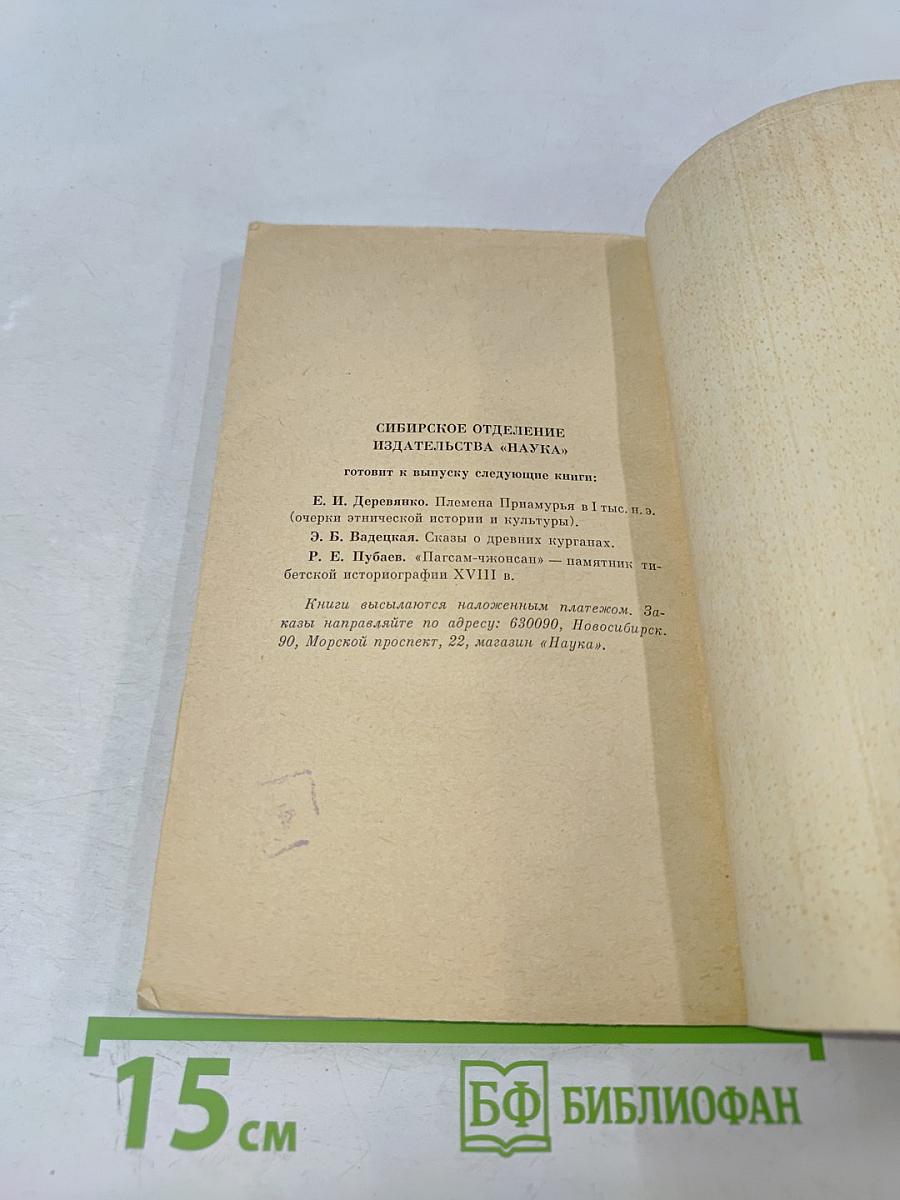 СИБИРСКОЕ ОТДЕЛЕНИЕ
ИЗДАТЕЛЬСТВА «НАУКА»
готовит к выпуску следующие книги:
Е. И. Деревянко. Племена Приамурья в I тыс. н. э.
(очерки этнической истории и культуры).
Э. Б. Вадецкая. Сказы о древних курганах.
Р. Е. Пубаев. «Пагсам-чжонсан» — памятник ти-
бетской историографии XVIII в.
Книги высылаются наложенным платежом. За-
казы направляйте по адресу: 630090, Новосибирск.
90, Морской проспект, 22, магазин «Наука».
15 см
БФ БИБЛИОФАН